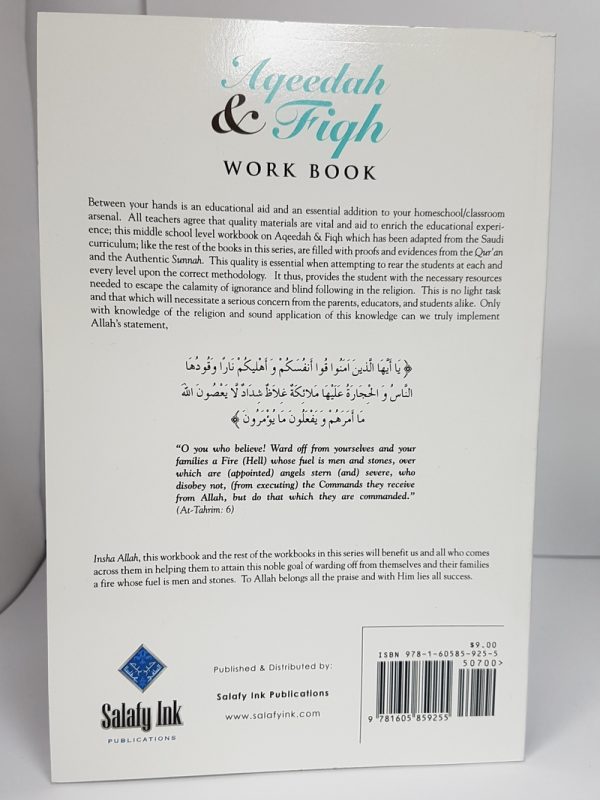 'Aqeedah
& Fiqh
WORK BOOK
Between your hands is an educational aid and an essential addition to your homeschool/classroom
arsenal. All teachers agree that quality materials are vital and aid to enrich the educational experi-
ence; this middle school level workbook on Aqeedah & Fiqh which has been adapted from the Saudi
curriculum; like the rest of the books in this series, are filled with proofs and evidences from the Qur'an
and the Authentic Sunnah. This quality is essential when attempting to rear the students at each and
every level upon the correct methodology. It thus, provides the student with the necessary resources
needed to escape the calamity of ignorance and blind following in the religion. This is no light task
and that which will necessitate a serious concern from the parents, educators, and students alike. Only
with knowledge of the religion and sound application of this knowledge can we truly implement
Allah's statement,
﴿ يَا أَيُّهَا الَّذِينَ آمَنُوا قُوا أَنفُسَكُمْ وَ أَهْلِيكُمْ نَارًا وَقُودُهَا
النَّاسُ وَ الْحِجَارَةُ عَلَيْهَا مَلَائِكَةٌ غِلَاظٌ شِدَادٌ لَّا يَعْصُونَ اللَّهَ
مَا أَمَرَهُمْ وَ يَفْعَلُونَ مَا يُؤْمَرُونَ ﴾
"O you who believe! Ward off from yourselves and your
families a Fire (Hell) whose fuel is men and stones, over
which are (appointed) angels stern (and) severe, who
disobey not, (from executing) the Commands they receive
from Allah, but do that which they are commanded."
(At-Tahrim: 6)
Insha Allah, this workbook and the rest of the workbooks in this series will benefit us and all who comes
across them in helping them to attain this noble goal of warding off from themselves and their families
a fire whose fuel is men and stones. To Allah belongs all the praise and with Him lies all success.
Salafy Ink
PUBLICATIONS
Published & Distributed by:
Salafy Ink Publications
www.salafyink.com
$9.00
ISBN 978-1-60585-925-5
50700>
9 781605 859255